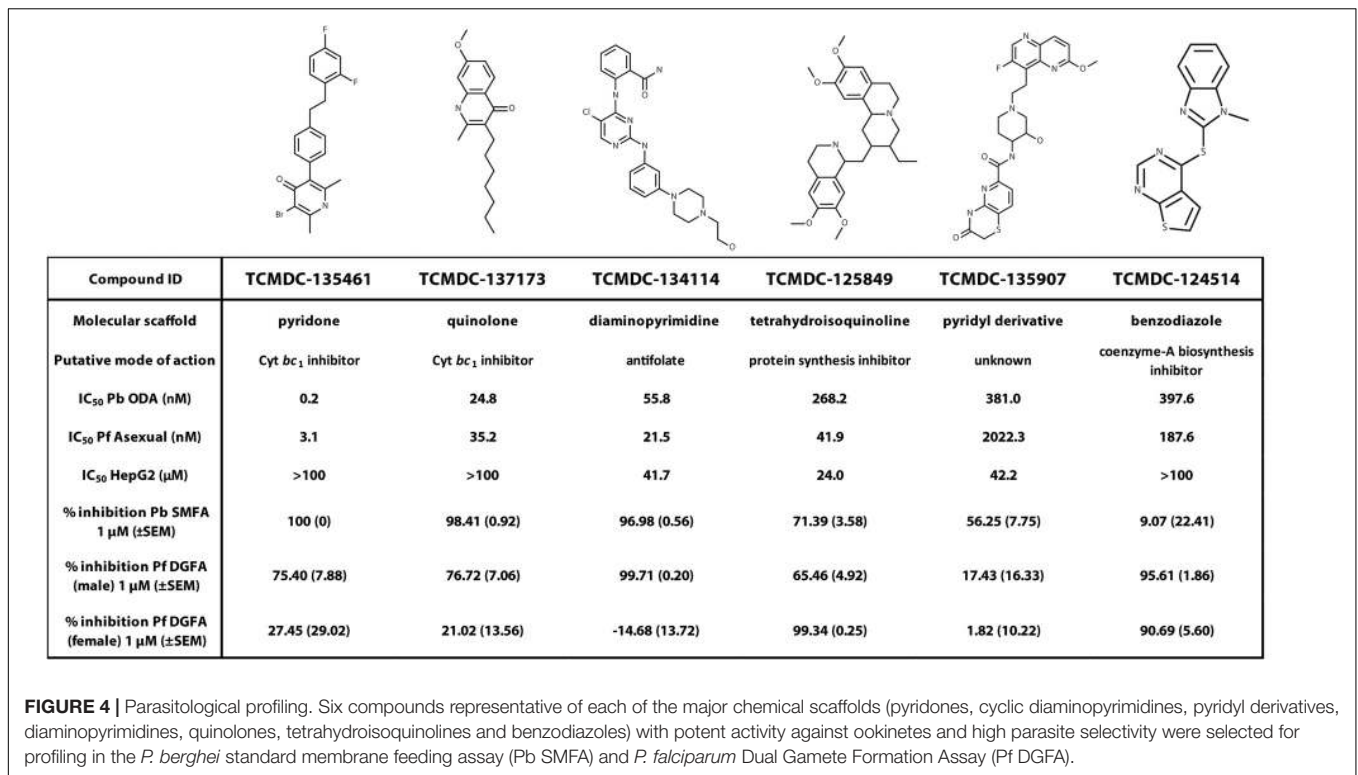 Compound ID TCMDC-135461 TCMDC-137173 TCMDC-134114 TCMDC-125849 TCMDC-135907 TCMDC-124514
Molecular scaffold pyridone quinolone diaminopyrimidine tetrahydroisoquinoline pyridyl derivative benzodiazole
Putative mode of action Cyt bc₁ inhibitor Cyt bc₁ inhibitor antifolate protein synthesis inhibitor unknown coenzyme-A biosynthesis inhibitor
IC₅₀ Pb ODA (nM) 0.2 24.8 55.8 268.2 381.0 397.6
IC₅₀ Pf Asexual (nM) 3.1 35.2 21.5 41.9 2022.3 187.6
IC₅₀ HepG2 (µM) >100 >100 41.7 24.0 42.2 >100
% inhibition Pb SMFA
1 µM (±SEM) 100 (0) 98.41 (0.92) 96.98 (0.56) 71.39 (3.58) 56.25 (7.75) 9.07 (22.41)
% inhibition Pf DGFA
(male) 1 µM (±SEM) 75.40 (7.88) 76.72 (7.06) 99.71 (0.20) 65.46 (4.92) 17.43 (16.33) 95.61 (1.86)
% inhibition Pf DGFA
(female) 1 µM (±SEM) 27.45 (29.02) 21.02 (13.56) -14.68 (13.72) 99.34 (0.25) 1.82 (10.22) 90.69 (5.60)
FIGURE 4 | Parasitological profiling. Six compounds representative of each of the major chemical scaffolds (pyridones, cyclic diaminopyrimidines, pyridyl derivatives,
diaminopyrimidines, quinolones, tetrahydroisoquinolines and benzodiazoles) with potent activity against ookinetes and high parasite selectivity were selected for
profiling in the P. berghei standard membrane feeding assay (Pb SMFA) and P. falciparum Dual Gamete Formation Assay (Pf DGFA).